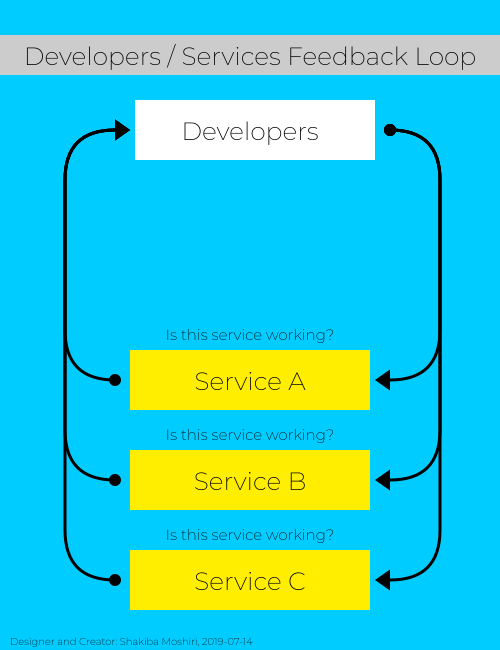 Developers / Services Feedback Loop
Developers
Is this service working?
Service A
Is this service working?
Service B
Is this service working?
Service C
Designer and Creator: Shakiba Moshiri, 2019-07-14